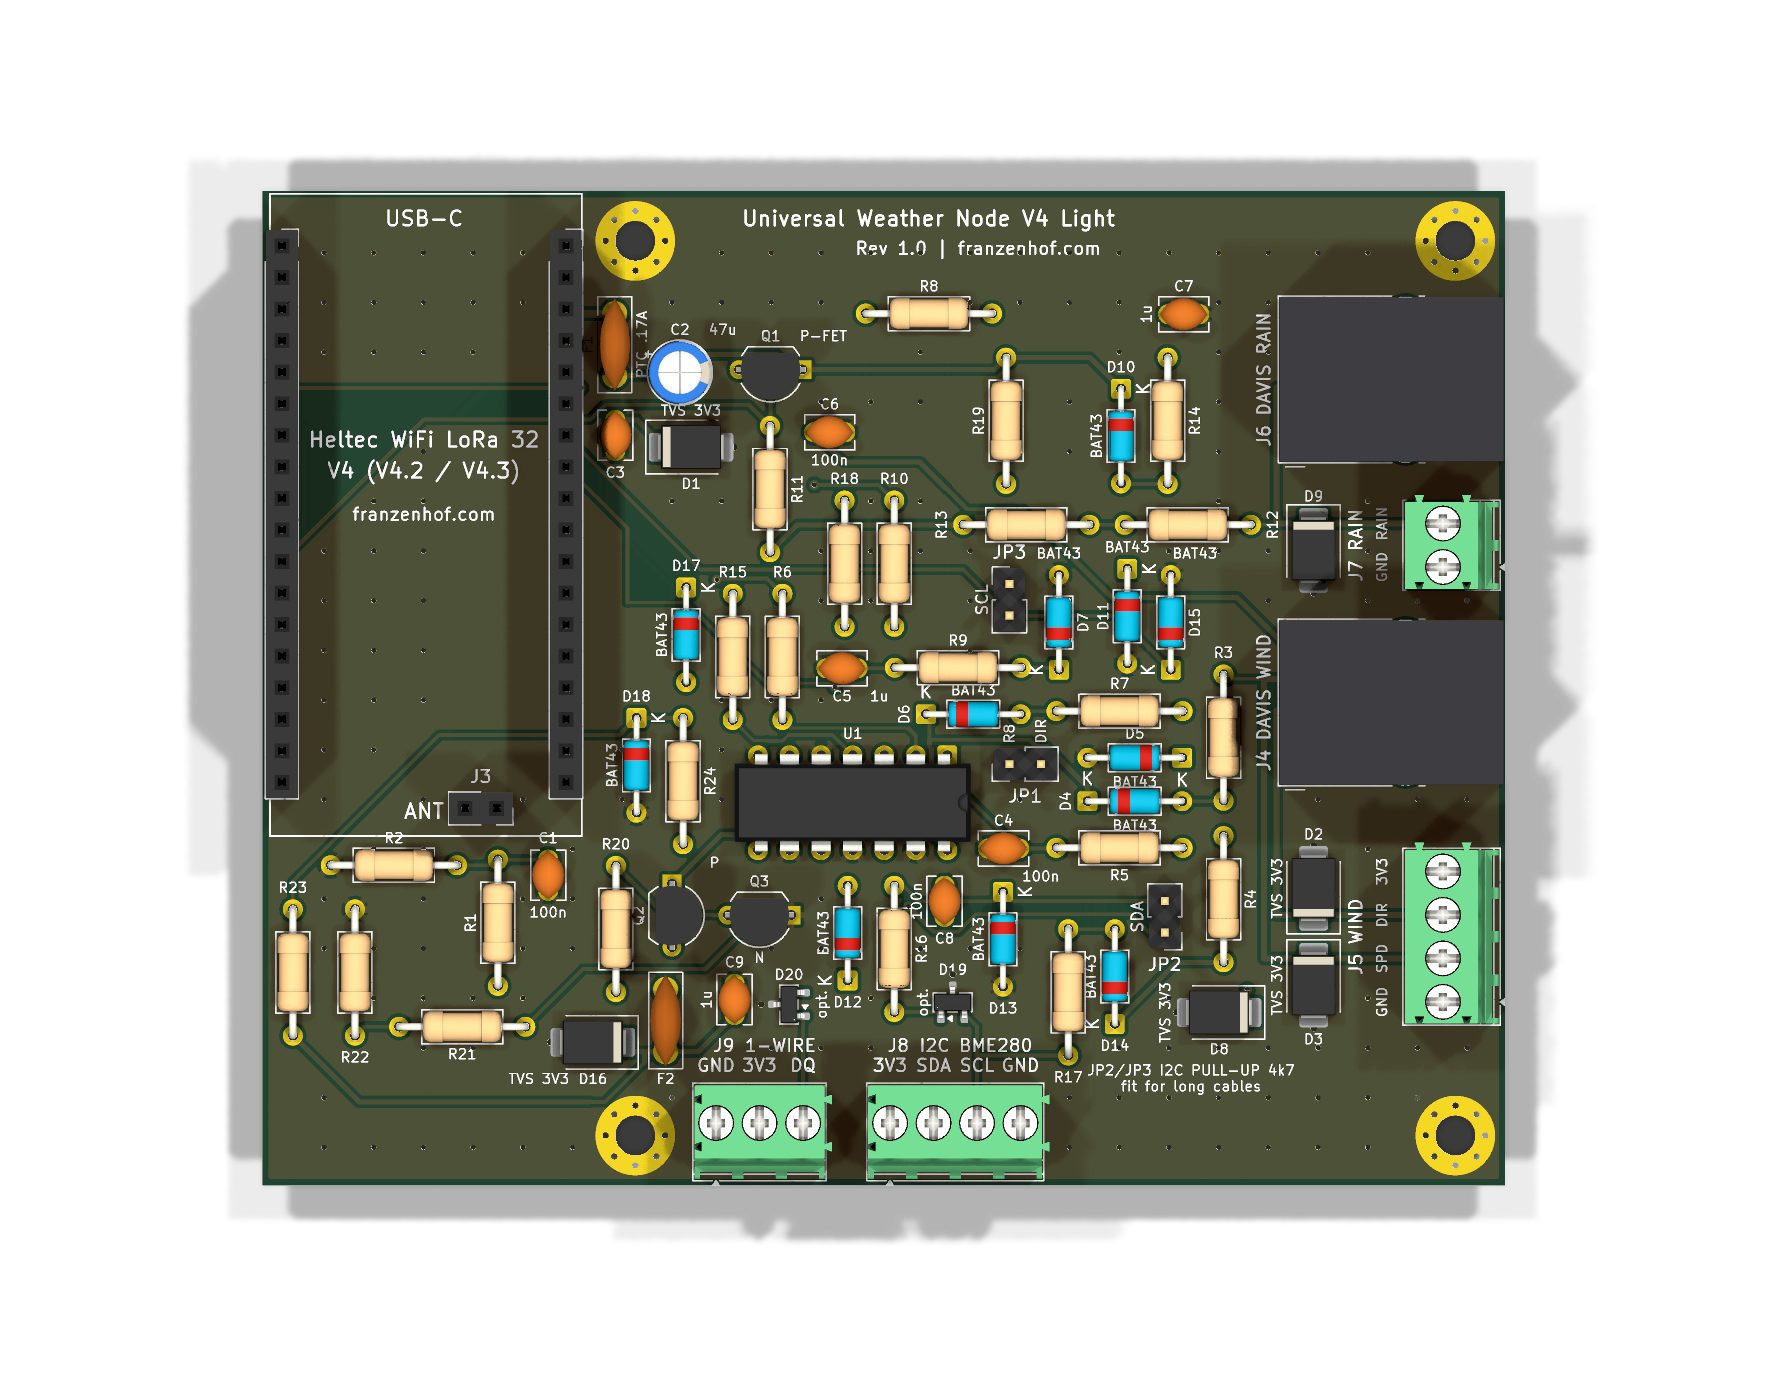 USB-C
Universal Weather Node V4 Light
Rev 1.0 | franzenhof.com
R8
C7
1u
F1
PTC .17A
C2
47u
Q1
P-FET
TVS 3V3
D1
C3
C6
100n
R11
R18
R10
R19
D10
K
BAT43
R14
J6 DAVIS RAIN
Heltec WiFi LoRa 32
V4 (V4.2 / V4.3)
franzenhof.com
R13
R12
D9
J7 RAIN
GND RAIN
JP3
SCL
BAT43
BAT43
BAT43
D17
K
BAT43
R15
R6
D7
K
D11
K
D15
K
R9
C5
1u
R3
J4 DAVIS WIND
D18
K
BAT43
R24
K
BAT43
D6
R7
U1
R8
DIR
JP1
D5
K
BAT43
K
D4
BAT43
J3
ANT
R2
C1
100n
R1
R23
R22
R21
R20
P
Q2
Q3
N
C4
100n
R5
R4
D2
TVS 3V3
J5 WIND
3V3
DIR
SPD
GND
TVS 3V3
D3
BAT43
K
D12
R16
100n
C8
K
BAT43
D13
SDA
JP2
BAT43
K
D14
R17
TVS 3V3
D8
C9
1u
D20
opt.
D19
opt.
TVS 3V3 D16
F2
J9 1-WIRE
GND 3V3 DQ
J8 I2C BME280
3V3 SDA SCL GND
JP2/JP3 I2C PULL-UP 4k7
fit for long cables